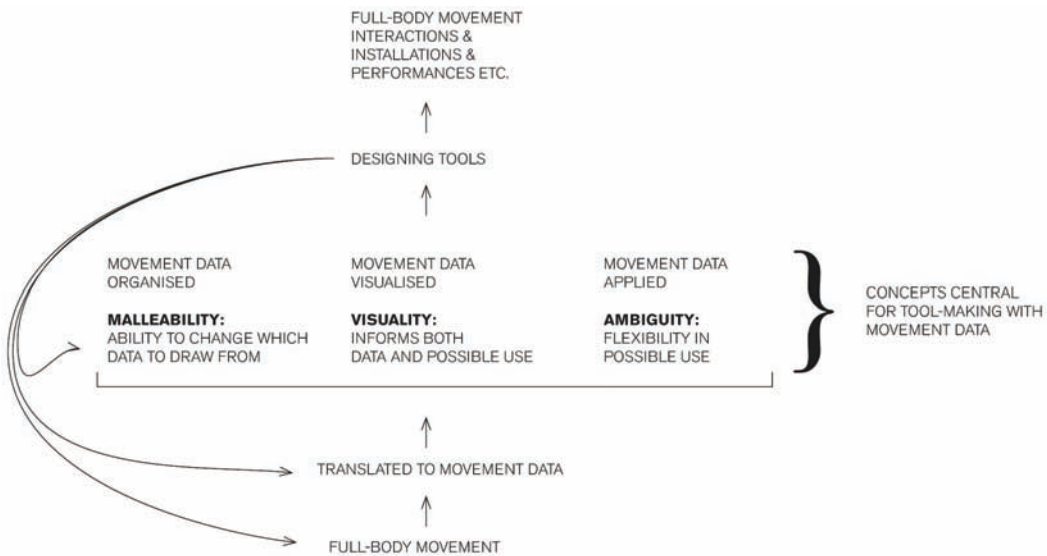 FULL-BODY MOVEMENT
INTERACTIONS &
INSTALLATIONS &
PERFORMANCES ETC.
DESIGNING TOOLS
MOVEMENT DATA
ORGANISED
MALLEABILITY:
ABILITY TO CHANGE WHICH
DATA TO DRAW FROM
MOVEMENT DATA
VISUALISED
VISUALITY:
INFORMS BOTH
DATA AND POSSIBLE USE
MOVEMENT DATA
APPLIED
AMBIGUITY:
FLEXIBILITY IN
POSSIBLE USE
CONCEPTS CENTRAL
FOR TOOL-MAKING WITH
MOVEMENT DATA
TRANSLATED TO MOVEMENT DATA
FULL-BODY MOVEMENT